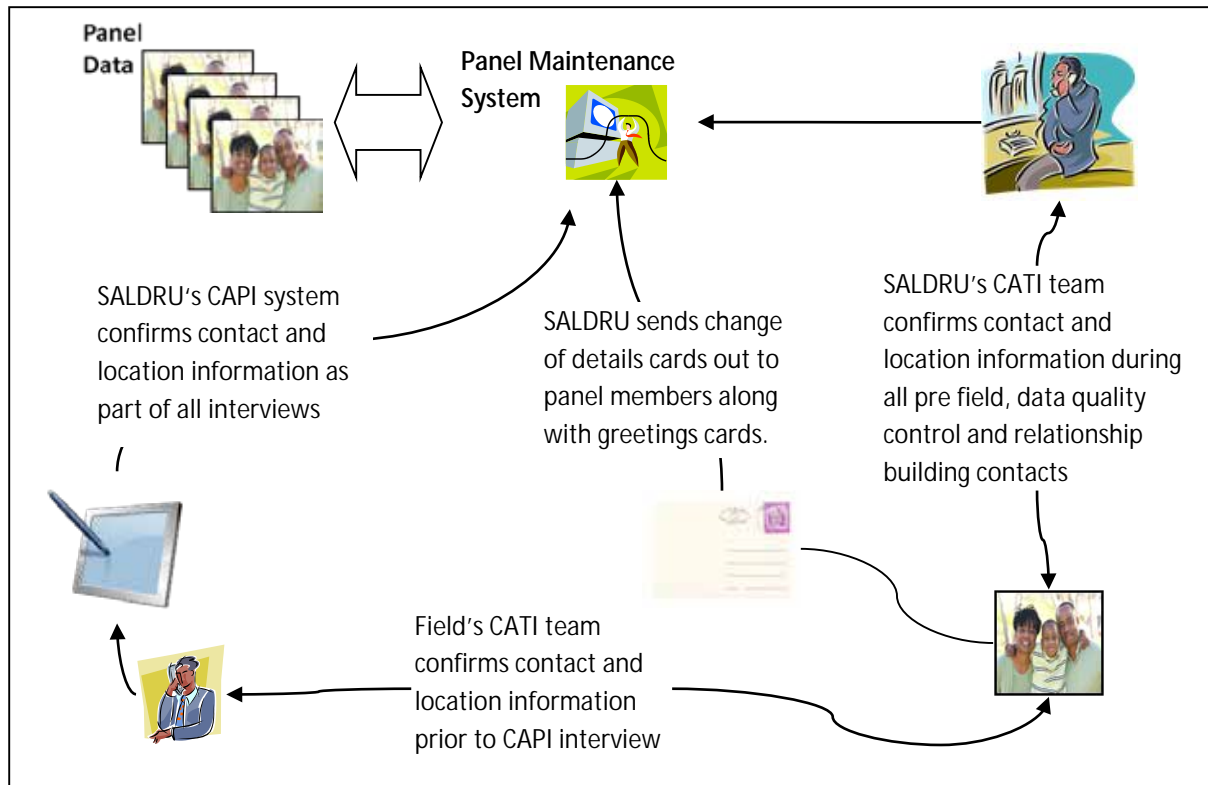 Panel
Data
Panel Maintenance
System
SALDRU‘s CAPI system
confirms contact and
location information as
part of all interviews
SALDRU sends change
of details cards out to
panel members along
with greetings cards.
SALDRU’s CATI team
confirms contact and
location information during
all pre field, data quality
control and relationship
building contacts
Field’s CATI team
confirms contact and
location information
prior to CAPI interview